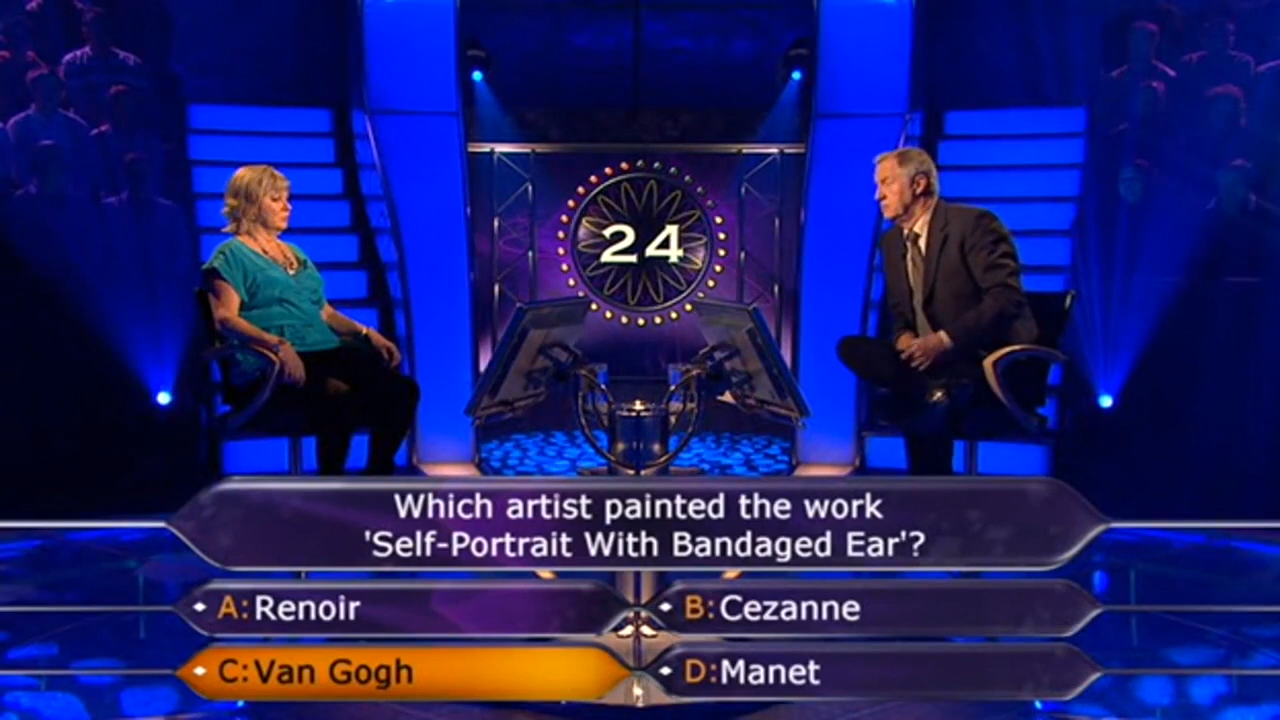 24
Which artist painted the work
'Self-Portrait With Bandaged Ear'?
A: Renoir
B: Cezanne
C: Van Gogh
D: Manet